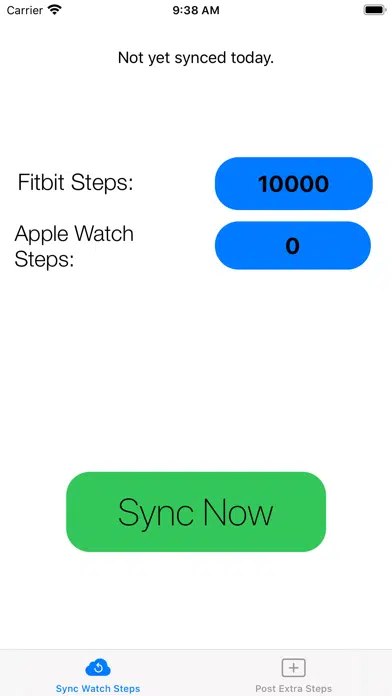 Carrier 9:38 AM
Not yet synced today.
Fitbit Steps: 10000
Apple Watch
Steps: 0
Sync Now
Sync Watch Steps Post Extra Steps